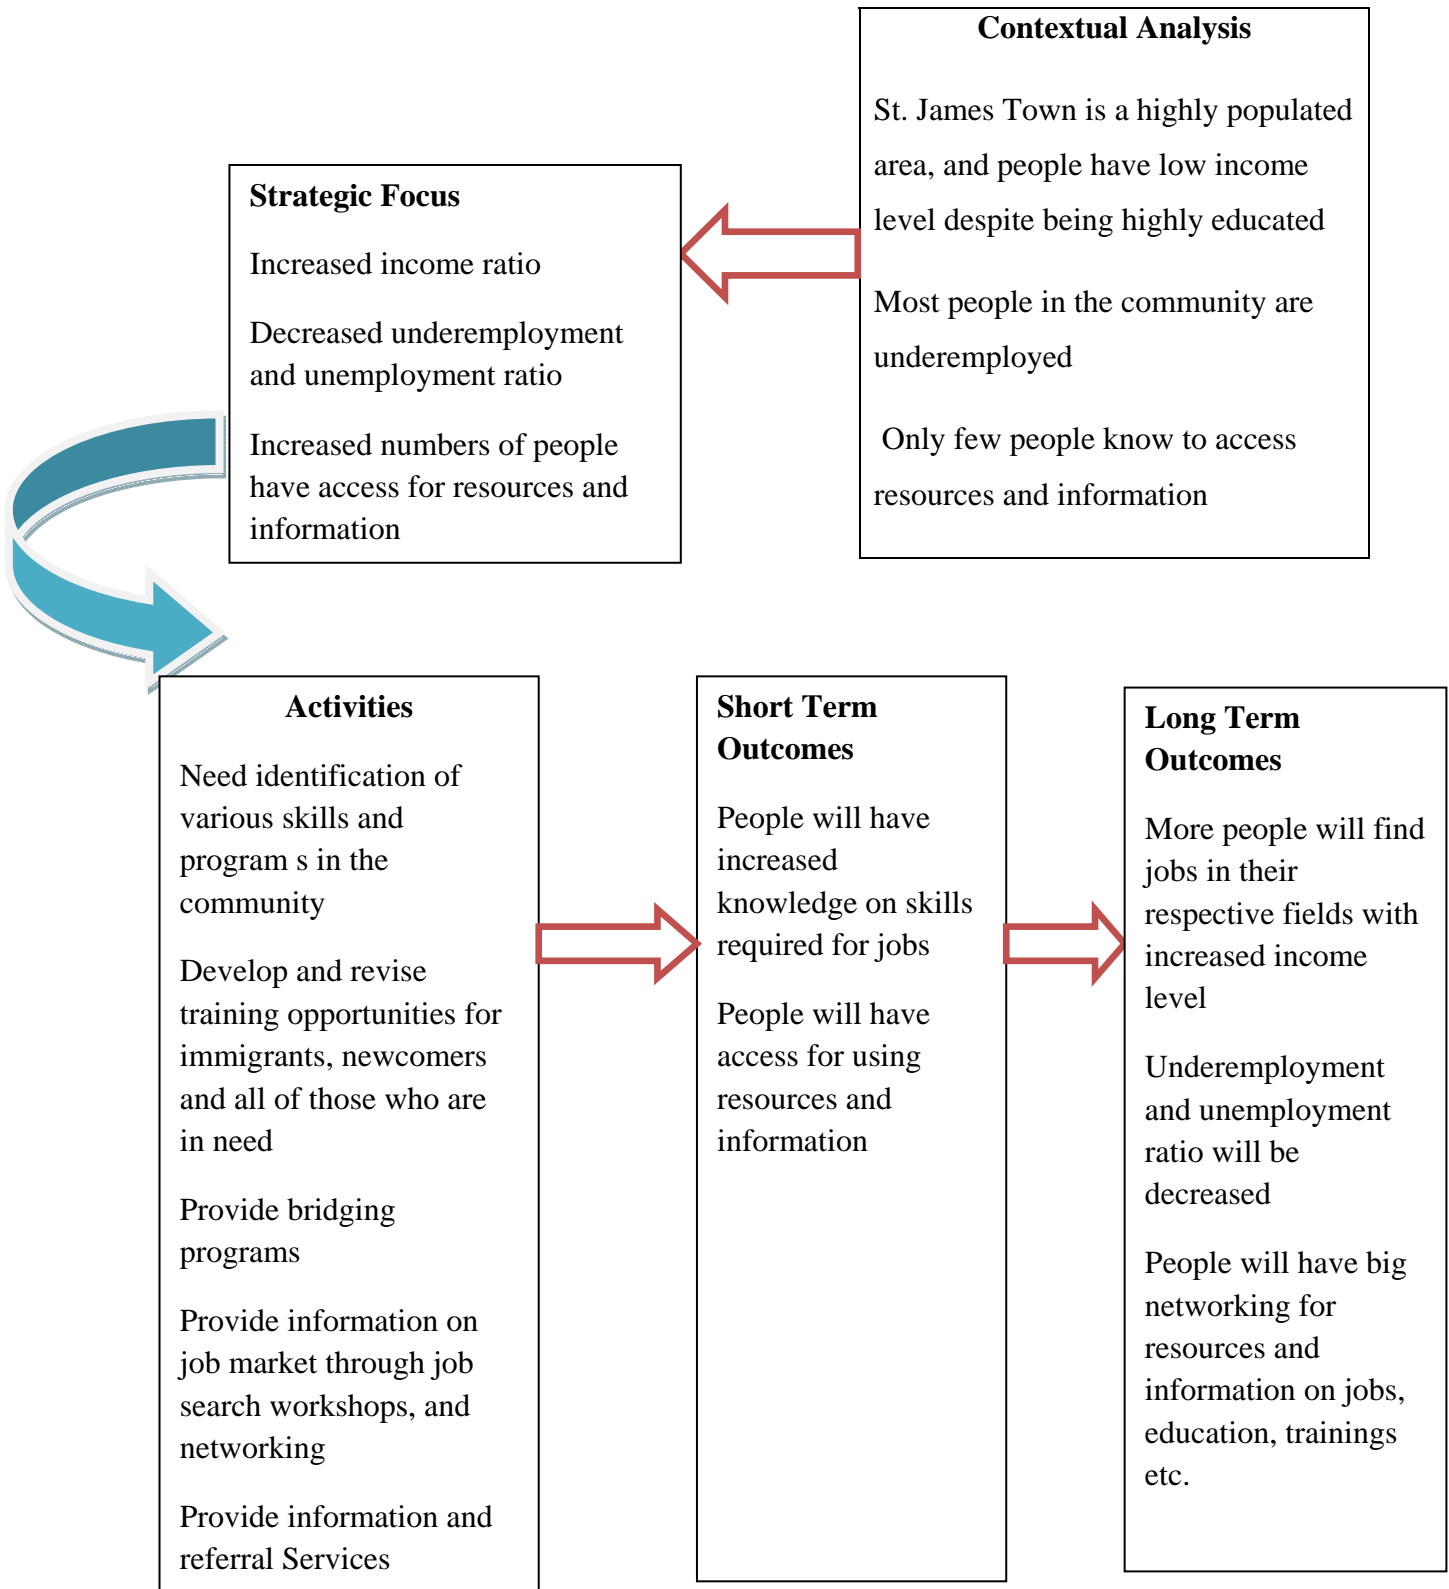 Contextual Analysis
St. James Town is a highly populated
area, and people have low income
level despite being highly educated
Most people in the community are
underemployed
Only few people know to access
resources and information
Strategic Focus
Increased income ratio
Decreased underemployment
and unemployment ratio
Increased numbers of people
have access for resources and
information
Activities
Need identification of
various skills and
program s in the
community
Develop and revise
training opportunities for
immigrants, newcomers
and all of those who are
in need
Provide bridging
programs
Provide information on
job market through job
search workshops, and
networking
Provide information and
referral Services
Short Term
Outcomes
People will have
increased
knowledge on skills
required for jobs
People will have
access for using
resources and
information
Long Term
Outcomes
More people will find
jobs in their
respective fields with
increased income
level
Underemployment
and unemployment
ratio will be
decreased
People will have big
networking for
resources and
information on jobs,
education, trainings
etc.